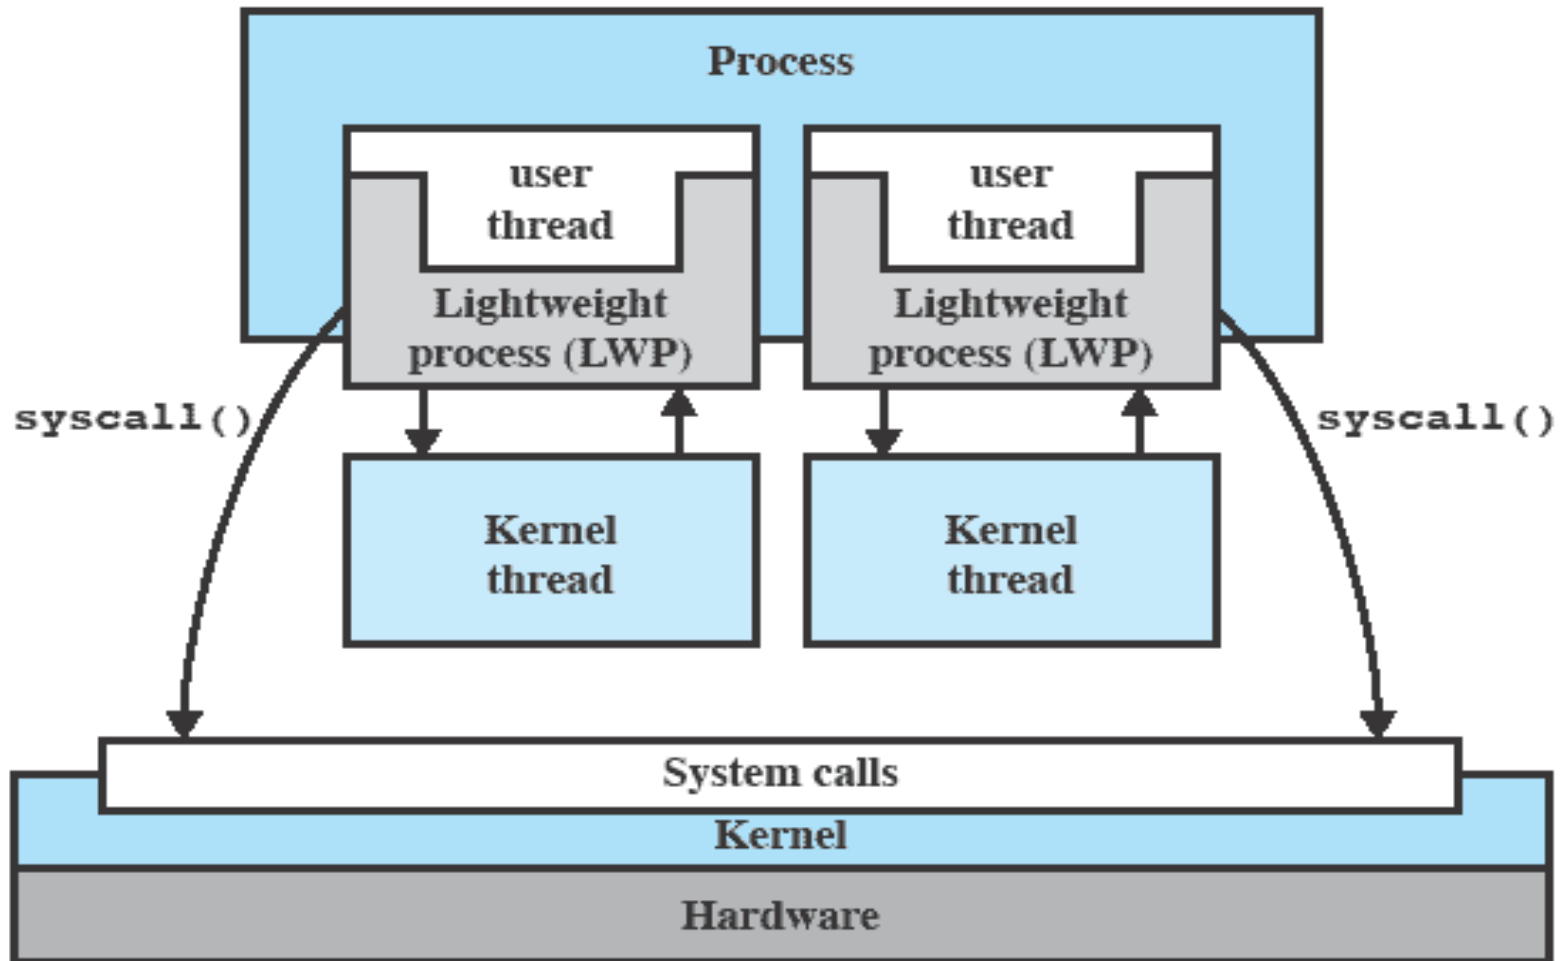 Process
user
thread
user
thread
Lightweight
process (LWP)
Lightweight
process (LWP)
syscall()
syscall()
Kernel
thread
Kernel
thread
System calls
Kernel
Hardware